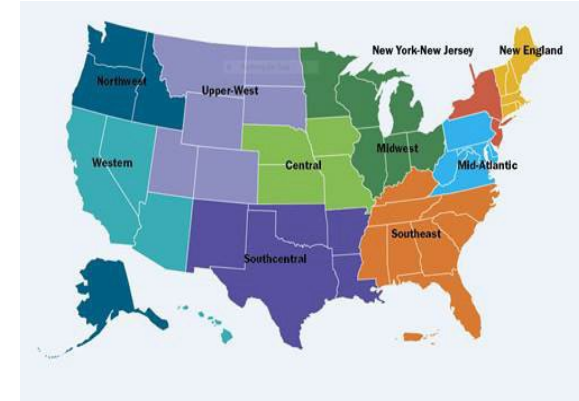 New York-New Jersey
New England
Northwest
Upper-West
Midwest
Western
Central
Mid-Atlantic
Southeast
Southcentral